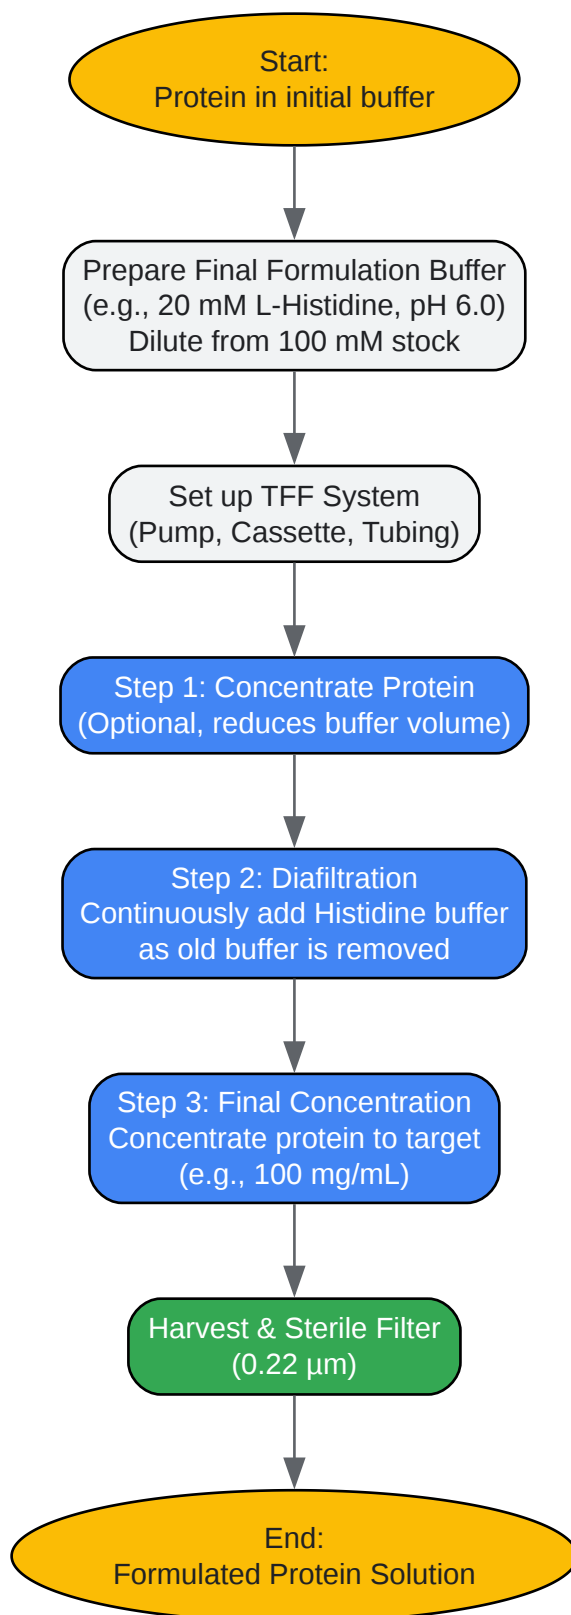 Start:
Protein in initial buffer
Prepare Final Formulation Buffer
(e.g., 20 mM L-Histidine, pH 6.0)
Dilute from 100 mM stock
Set up TFF System
(Pump, Cassette, Tubing)
Step 1: Concentrate Protein
(Optional, reduces buffer volume)
Step 2: Diafiltration
Continuously add Histidine buffer
as old buffer is removed
Step 3: Final Concentration
Concentrate protein to target
(e.g., 100 mg/mL)
Harvest & Sterile Filter
(0.22 µm)
End:
Formulated Protein Solution